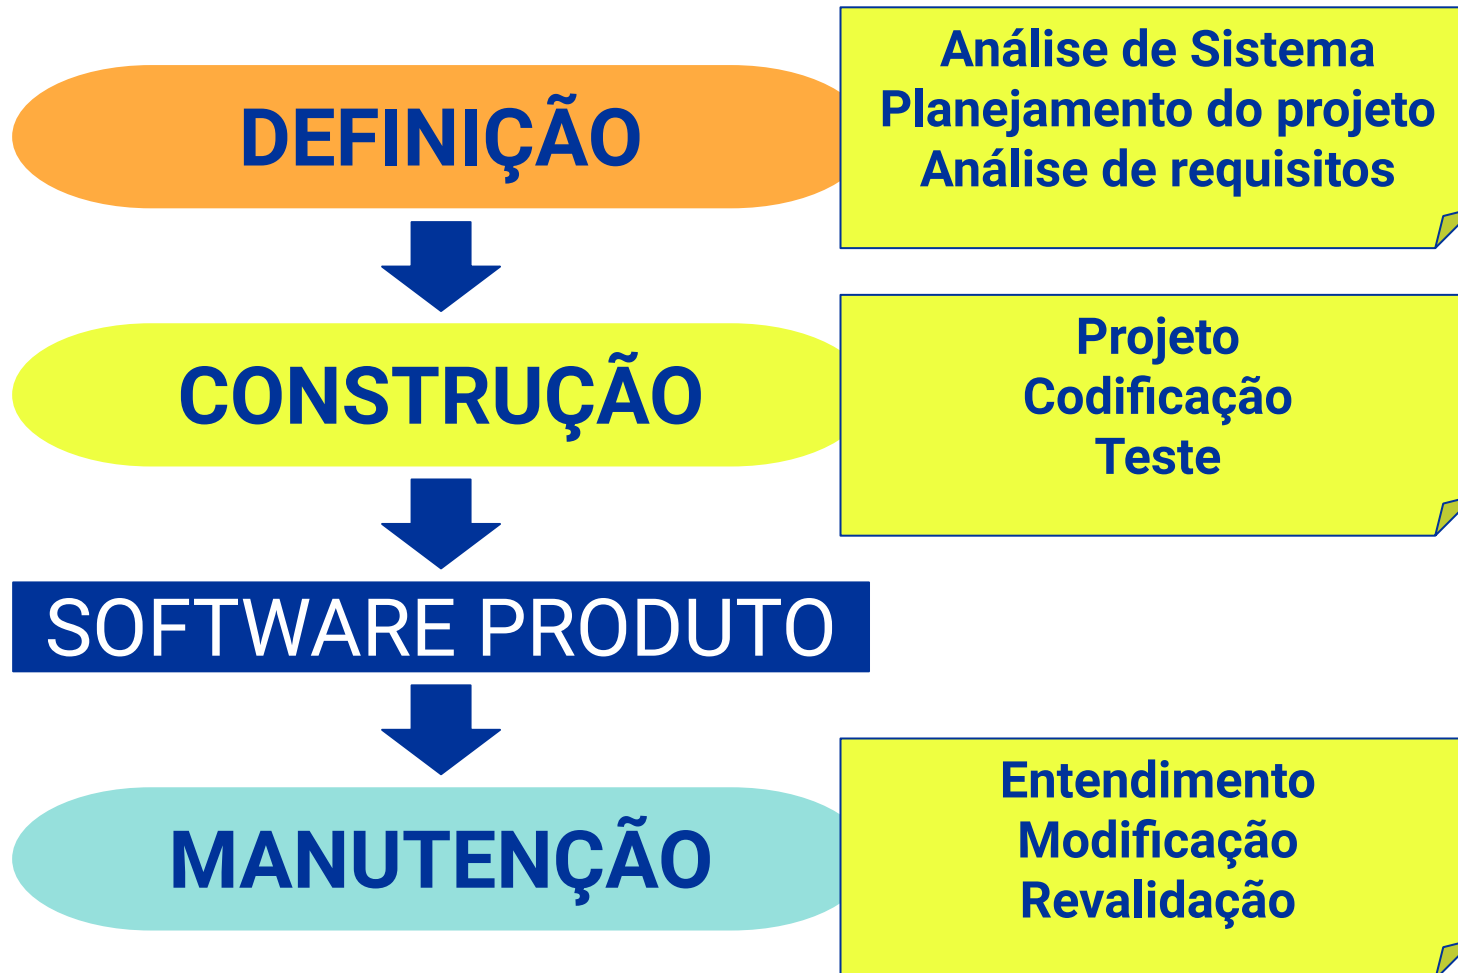 DEFINIÇÃO
Análise de Sistema
Planejamento do projeto
Análise de requisitos
CONSTRUÇÃO
Projeto
Codificação
Teste
SOFTWARE PRODUTO
MANUTENÇÃO
Entendimento
Modificação
Revalidação